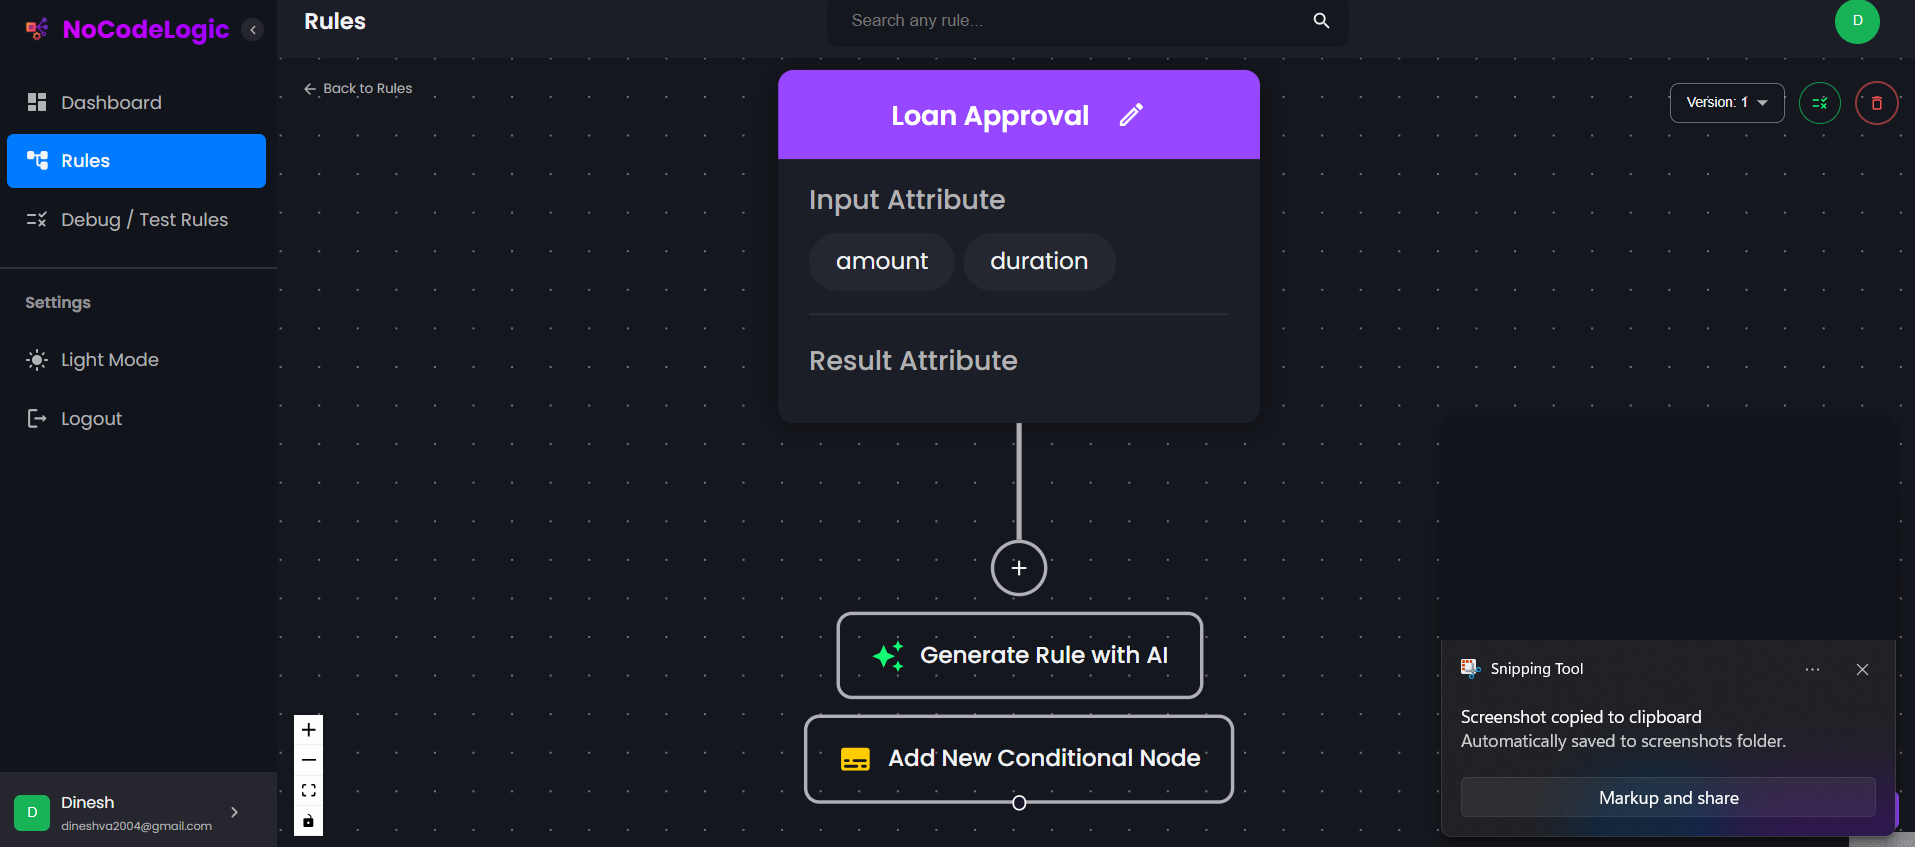 NoCodeLogic
Dashboard
Rules
Debug / Test Rules
Settings
Light Mode
Logout
D
Dinesh
dineshva2004@gmail.com
Rules
Search any rule...
D
Back to Rules
Version: 1
Loan Approval
Input Attribute
amount duration
Result Attribute
Generate Rule with AI
Add New Conditional Node
Snipping Tool
Screenshot copied to clipboard
Automatically saved to screenshots folder.
Markup and share